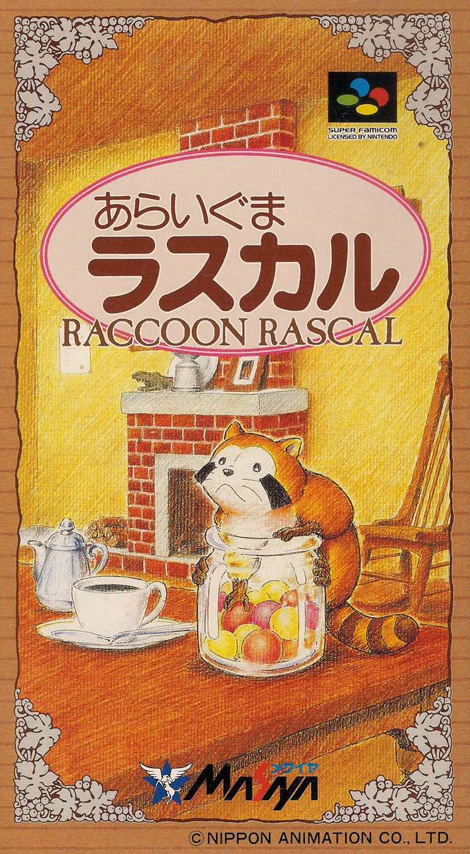 SUPER FAMICOM
LICENSED BY NINTENDO
あらいぐま
ラスカル
RACCOON RASCAL
メサイヤ
MASAYA
© NIPPON ANIMATION CO., LTD.